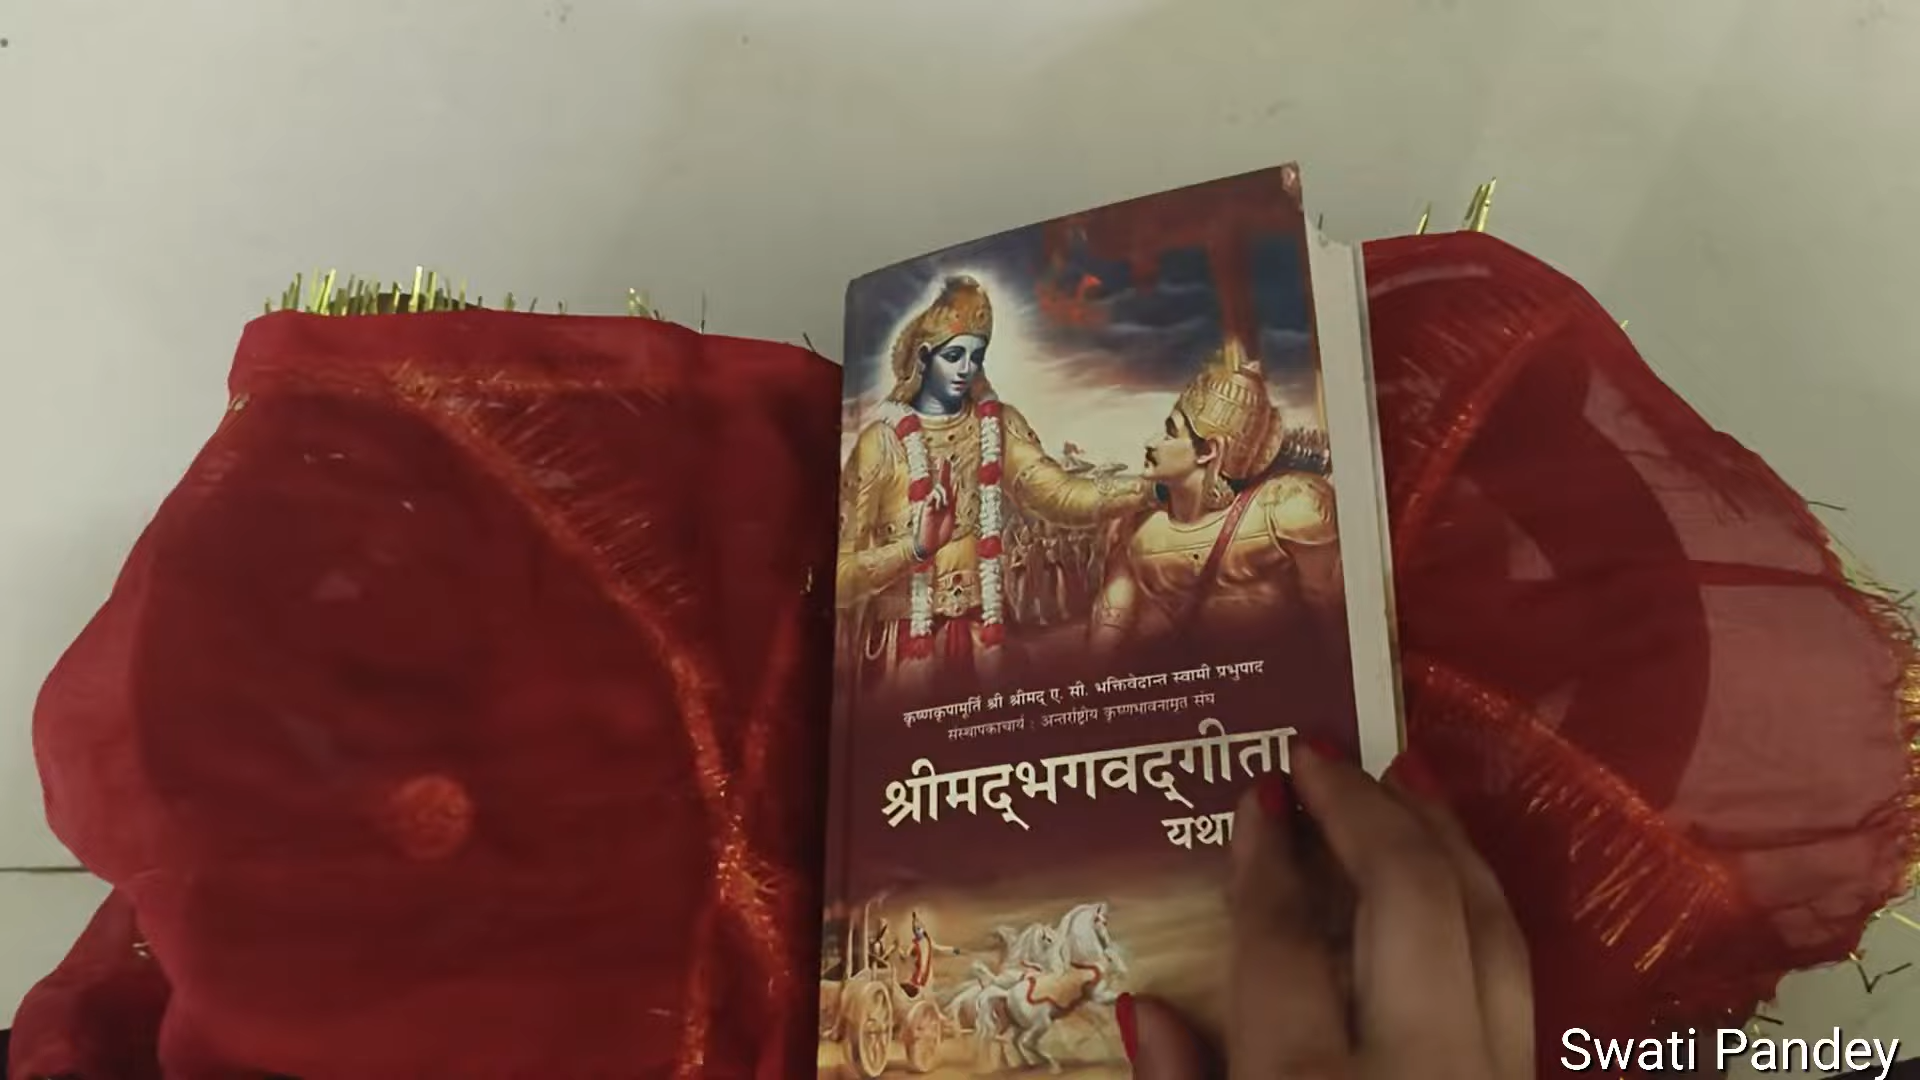 कृष्णकृपामूर्ति श्री श्रीमद् ए. सी. भक्तिवेदान्त स्वामी प्रभुपाद
संस्थापकाचार्य : अन्तर्राष्ट्रीय कृष्णभावनामृत संघ
श्रीमद्भगवद्गीता
यथा
Swati Pandey